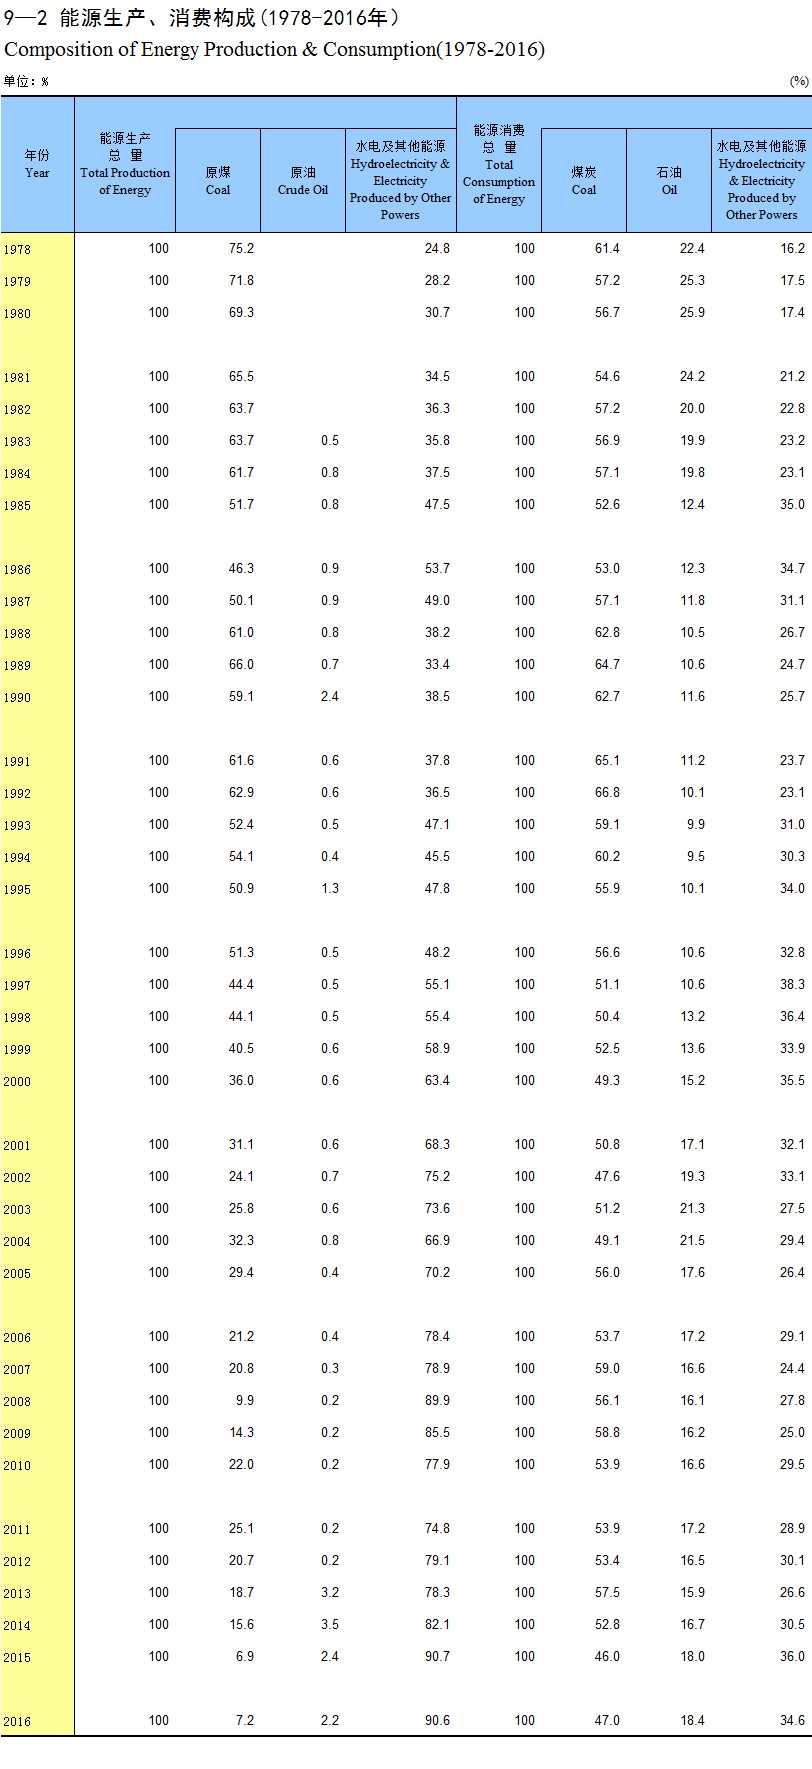 9—2 能源生产、消费构成(1978-2016年)
Composition of Energy Production & Consumption(1978-2016)
单位：% (%)
年份 Year 能源生产总量 Total Production of Energy 原煤 Coal 原油 Crude Oil 水电及其他能源 Hydroelectricity & Electricity Produced by Other Powers 能源消费总量 Total Consumption of Energy 煤炭 Coal 石油 Oil 水电及其他能源 Hydroelectricity & Electricity Produced by Other Powers
1978 100 75.2 24.8 100 61.4 22.4 16.2
1979 100 71.8 28.2 100 57.2 25.3 17.5
1980 100 69.3 30.7 100 56.7 25.9 17.4
1981 100 65.5 34.5 100 54.6 24.2 21.2
1982 100 63.7 36.3 100 57.2 20.0 22.8
1983 100 63.7 0.5 35.8 100 56.9 19.9 23.2
1984 100 61.7 0.8 37.5 100 57.1 19.8 23.1
1985 100 51.7 0.8 47.5 100 52.6 12.4 35.0
1986 100 46.3 0.9 53.7 100 53.0 12.3 34.7
1987 100 50.1 0.9 49.0 100 57.1 11.8 31.1
1988 100 61.0 0.8 38.2 100 62.8 10.5 26.7
1989 100 66.0 0.7 33.4 100 64.7 10.6 24.7
1990 100 59.1 2.4 38.5 100 62.7 11.6 25.7
1991 100 61.6 0.6 37.8 100 65.1 11.2 23.7
1992 100 62.9 0.6 36.5 100 66.8 10.1 23.1
1993 100 52.4 0.5 47.1 100 59.1 9.9 31.0
1994 100 54.1 0.4 45.5 100 60.2 9.5 30.3
1995 100 50.9 1.3 47.8 100 55.9 10.1 34.0
1996 100 51.3 0.5 48.2 100 56.6 10.6 32.8
1997 100 44.4 0.5 55.1 100 51.1 10.6 38.3
1998 100 44.1 0.5 55.4 100 50.4 13.2 36.4
1999 100 40.5 0.6 58.9 100 52.5 13.6 33.9
2000 100 36.0 0.6 63.4 100 49.3 15.2 35.5
2001 100 31.1 0.6 68.3 100 50.8 17.1 32.1
2002 100 24.1 0.7 75.2 100 47.6 19.3 33.1
2003 100 25.8 0.6 73.6 100 51.2 21.3 27.5
2004 100 32.3 0.8 66.9 100 49.1 21.5 29.4
2005 100 29.4 0.4 70.2 100 56.0 17.6 26.4
2006 100 21.2 0.4 78.4 100 53.7 17.2 29.1
2007 100 20.8 0.3 78.9 100 59.0 16.6 24.4
2008 100 9.9 0.2 89.9 100 56.1 16.1 27.8
2009 100 14.3 0.2 85.5 100 58.8 16.2 25.0
2010 100 22.0 0.2 77.9 100 53.9 16.6 29.5
2011 100 25.1 0.2 74.8 100 53.9 17.2 28.9
2012 100 20.7 0.2 79.1 100 53.4 16.5 30.1
2013 100 18.7 3.2 78.3 100 57.5 15.9 26.6
2014 100 15.6 3.5 82.1 100 52.8 16.7 30.5
2015 100 6.9 2.4 90.7 100 46.0 18.0 36.0
2016 100 7.2 2.2 90.6 100 47.0 18.4 34.6